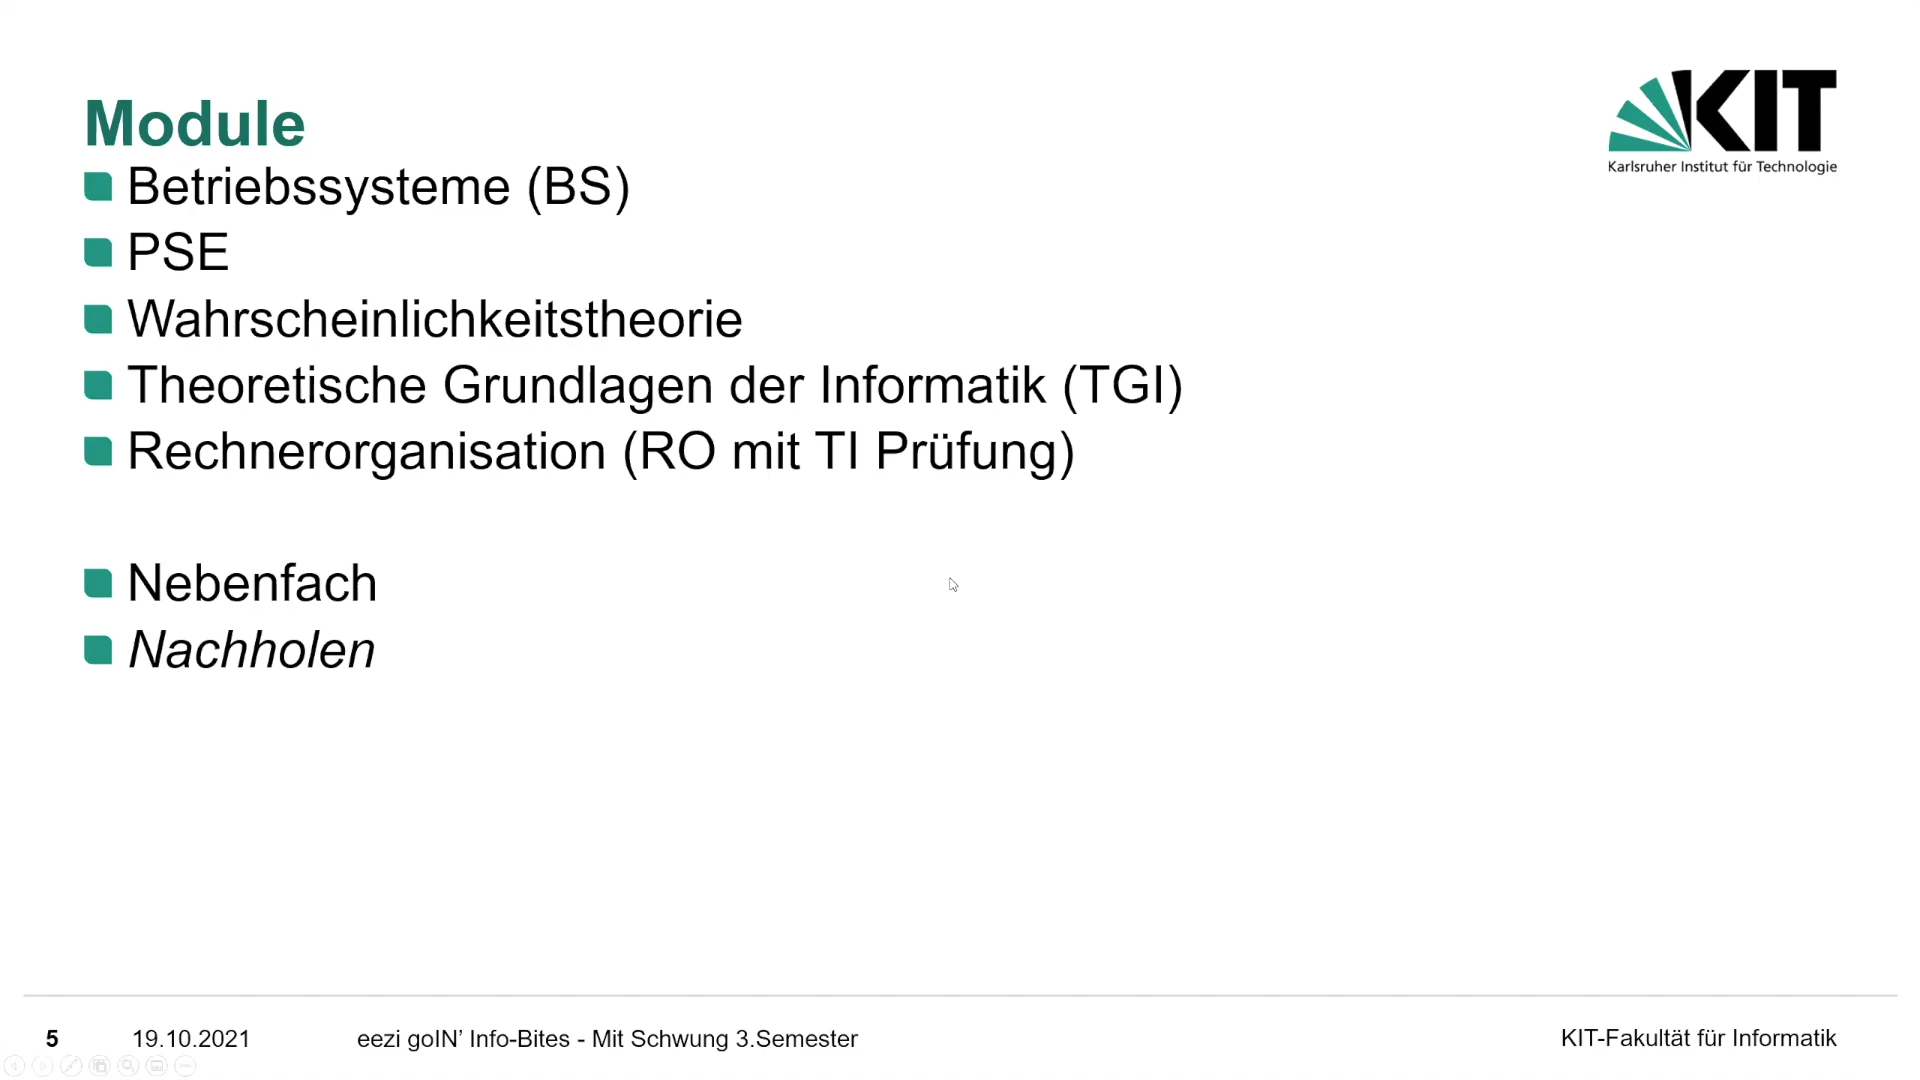 KIT
Karlsruher Institut für Technologie
Module
Betriebssysteme (BS)
PSE
Wahrscheinlichkeitstheorie
Theoretische Grundlagen der Informatik (TGI)
Rechnerorganisation (RO mit TI Prüfung)
Nebenfach
Nachholen
5 19.10.2021 eezi goIN’ Info-Bites - Mit Schwung 3.Semester KIT-Fakultät für Informatik